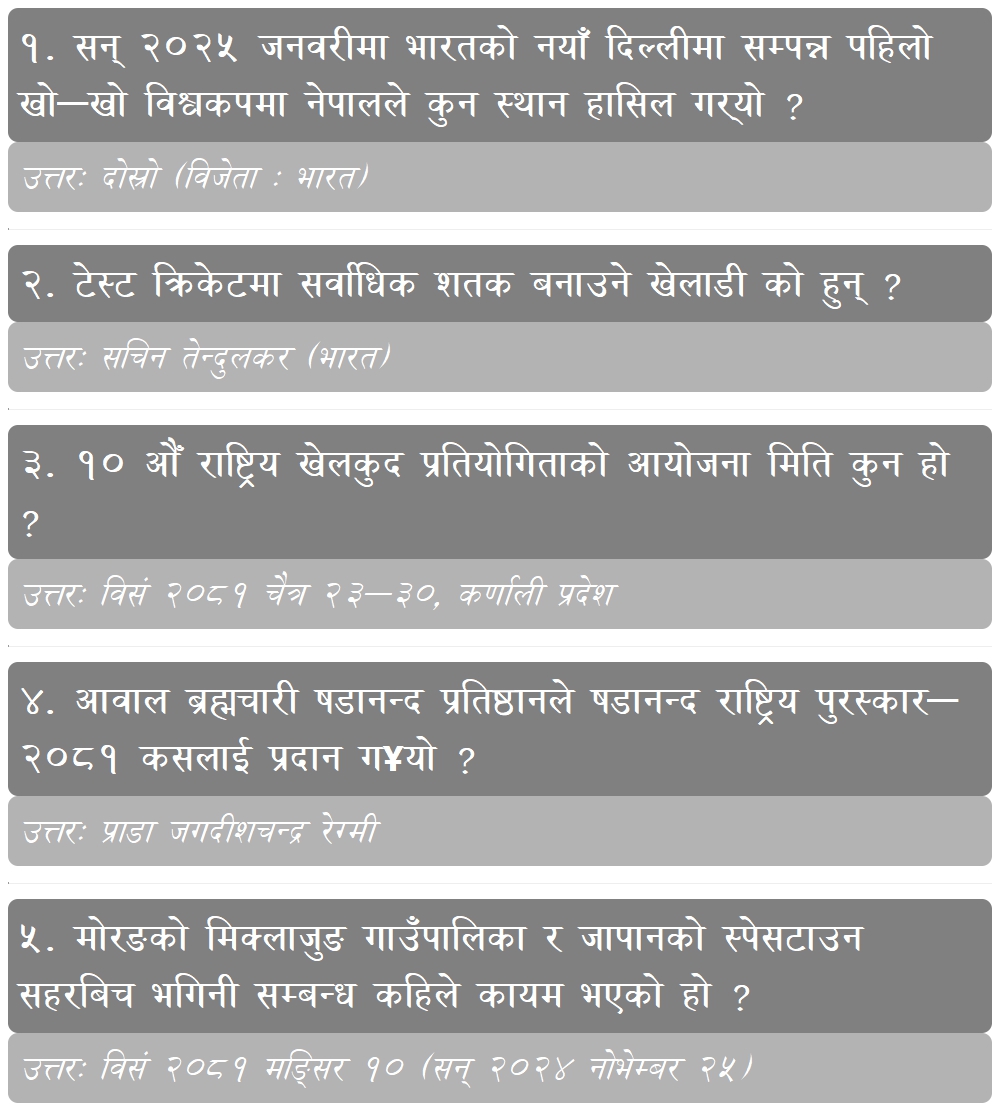 १. सन् २०२५ जनवरीमा भारतको नयाँ दिल्लीमा सम्पन्न पहिलो
खो—खो विश्वकपमा नेपालले कुन स्थान हासिल गर्‍यो ?
उत्तरः दोस्रो (विजेता : भारत)
२. टेस्ट क्रिकेटमा सर्वाधिक शतक बनाउने खेलाडी को हुन् ?
उत्तरः सचिन तेन्दुलकर (भारत)
३. १० औँ राष्ट्रिय खेलकुद प्रतियोगिताको आयोजना मिति कुन हो
?
उत्तरः विसं २०८१ चैत्र २३—३०, कर्णाली प्रदेश
४. आवाल ब्रह्मचारी षडानन्द प्रतिष्ठानले षडानन्द राष्ट्रिय पुरस्कार—
२०८१ कसलाई प्रदान ग¥यो ?
उत्तरः प्राडा जगदीशचन्द्र रेग्मी
५. मोरङको मिक्लाजुङ गाउँपालिका र जापानको स्पेसटाउन
सहरबिच भगिनी सम्बन्ध कहिले कायम भएको हो ?
उत्तरः विसं २०८१ मङ्सिर १० (सन् २०२४ नोभेम्बर २५)